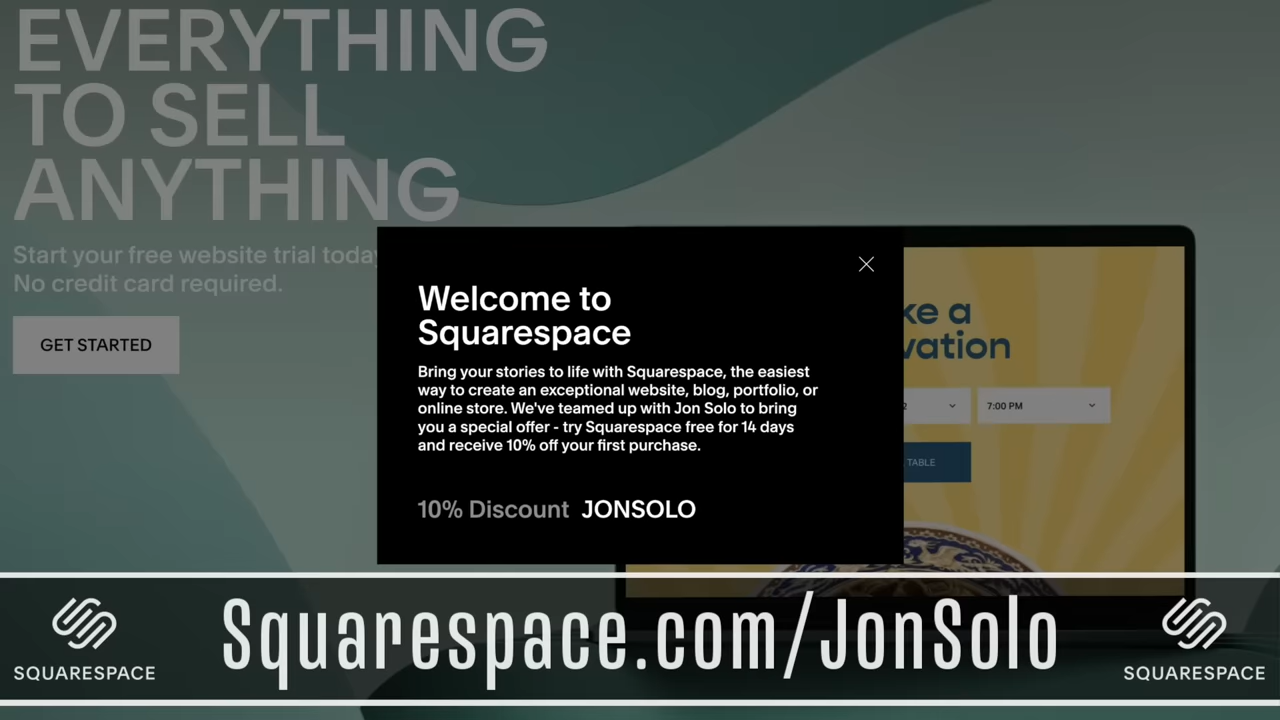 EVERYTHING
TO SELL
ANYTHING
Start your free website trial today
No credit card required.
GET STARTED
Welcome to
Squarespace
Bring your stories to life with Squarespace, the easiest
way to create an exceptional website, blog, portfolio, or
online store. We've teamed up with Jon Solo to bring
you a special offer - try Squarespace free for 14 days
and receive 10% off your first purchase.
10% Discount JONSOLO
ke a
vation
2
7:00 PM
TABLE
SQUARESPACE
Squarespace.com/JonSolo
SQUARESPACE